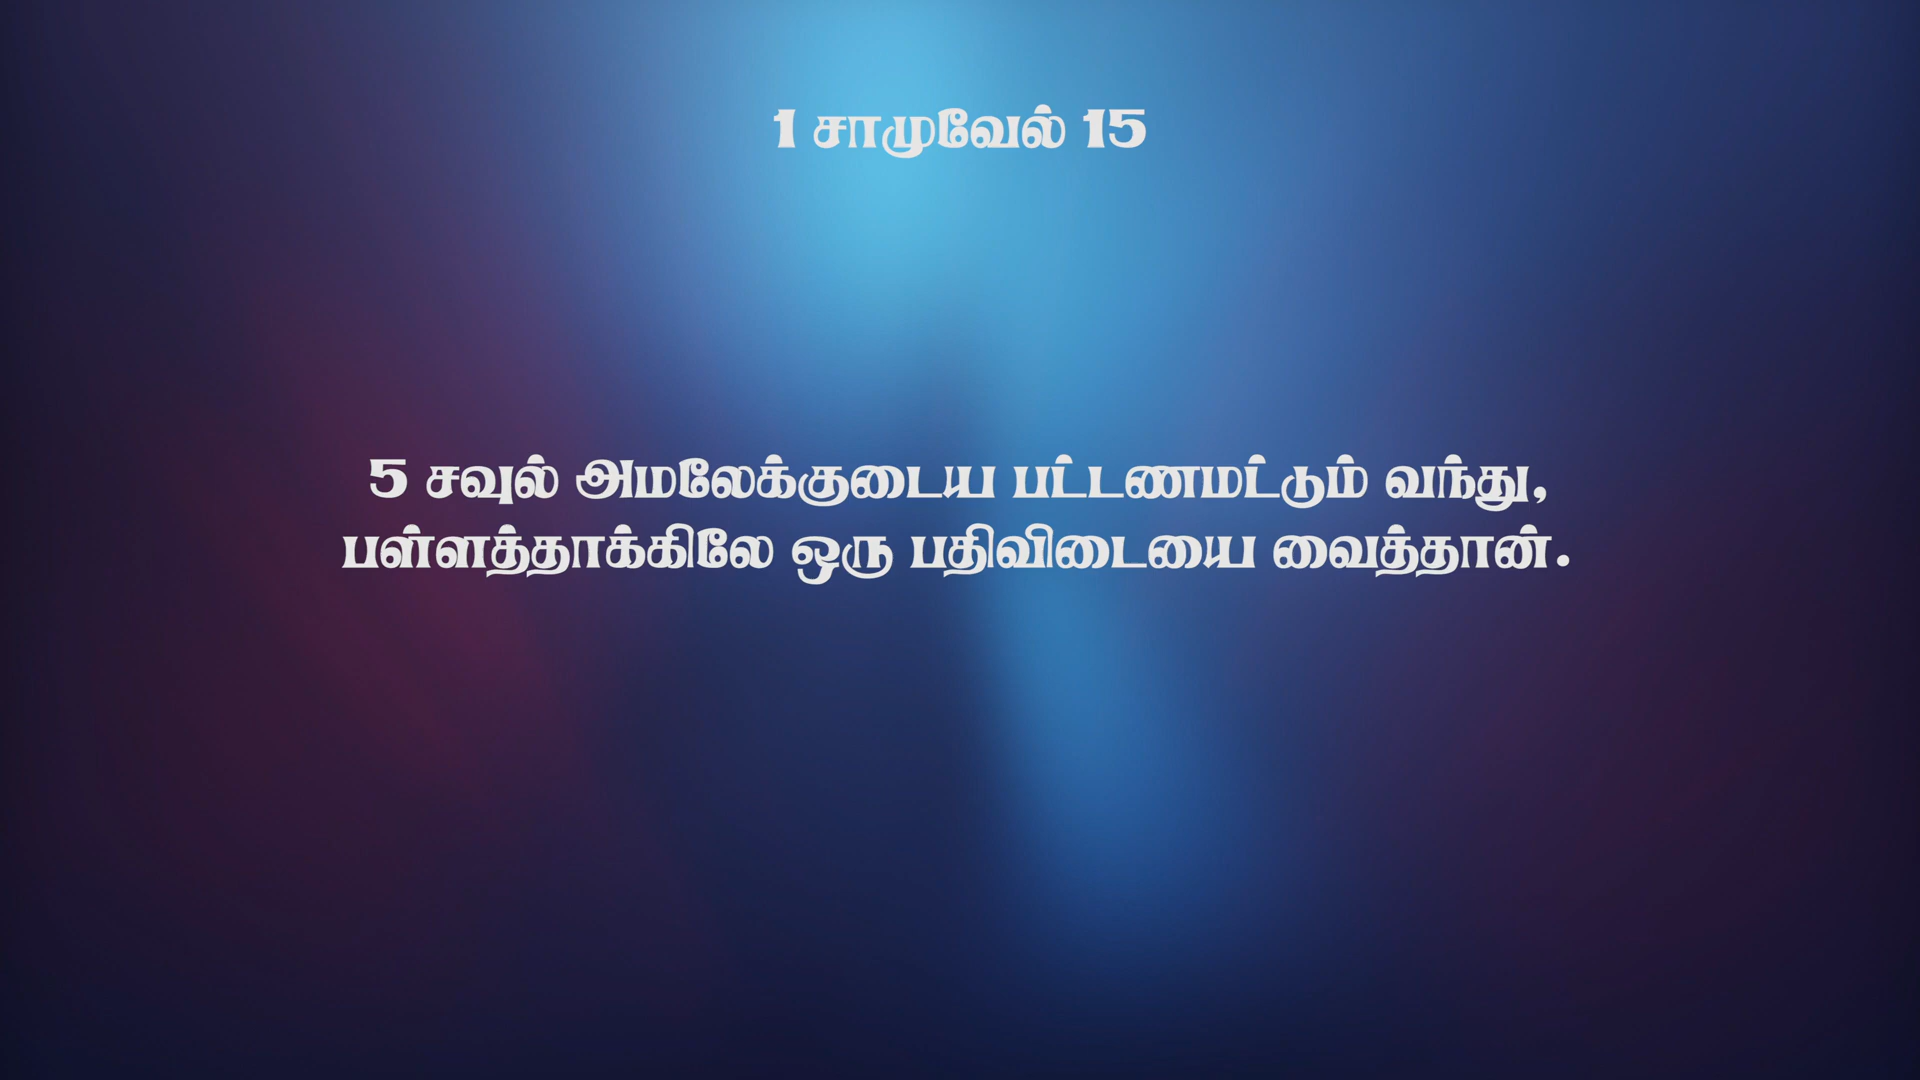 1 சாமுவேல் 15
5 சவுல் அமலேக்குடைய பட்டணமட்டும் வந்து,
பள்ளத்தாக்கிலே ஒரு பதிவிடையை வைத்தான்.